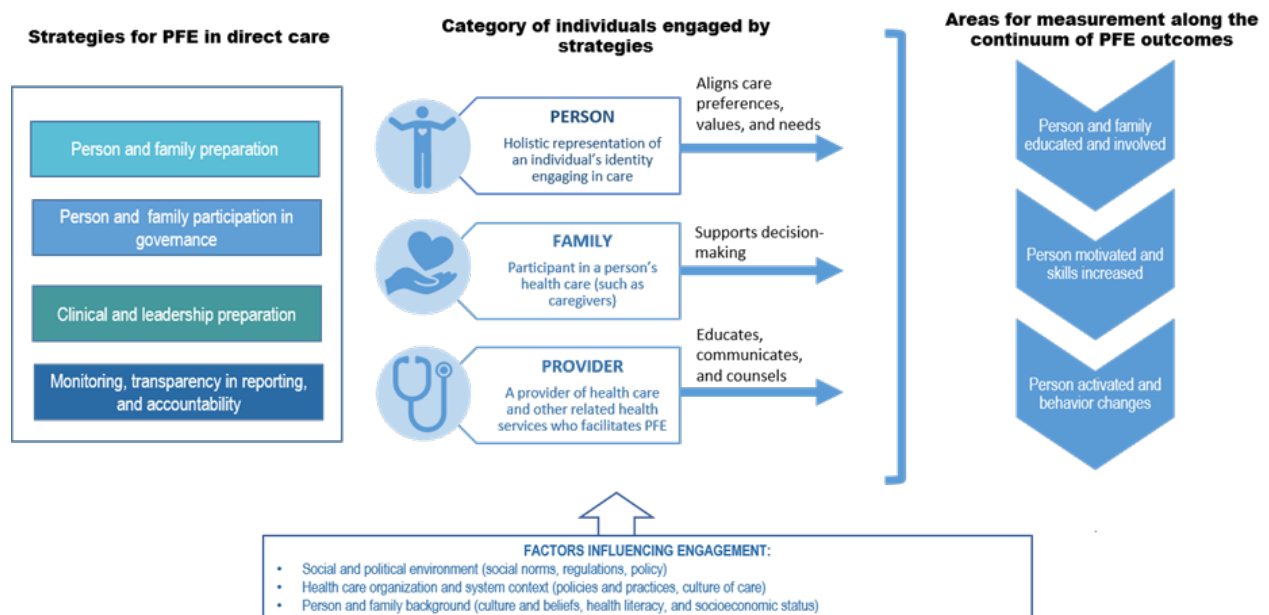 Strategies for PFE in direct care
Person and family preparation
Person and family participation in
governance
Clinical and leadership preparation
Monitoring, transparency in reporting,
and accountability
Category of individuals engaged by
strategies
PERSON
Holistic representation of
an individual's identity
engaging in care
Aligns care
preferences,
values, and needs
FAMILY
Participant in a person's
health care (such as
caregivers)
Supports decision-
making
PROVIDER
A provider of health care
and other related health
services who facilitates PFE
Educates,
communicates,
and counsels
Areas for measurement along the
continuum of PFE outcomes
Person and family
educated and involved
Person motivated and
skills increased
Person activated and
behavior changes
FACTORS INFLUENCING ENGAGEMENT:
• Social and political environment (social norms, regulations, policy)
• Health care organization and system context (policies and practices, culture of care)
• Person and family background (culture and beliefs, health literacy, and socioeconomic status)